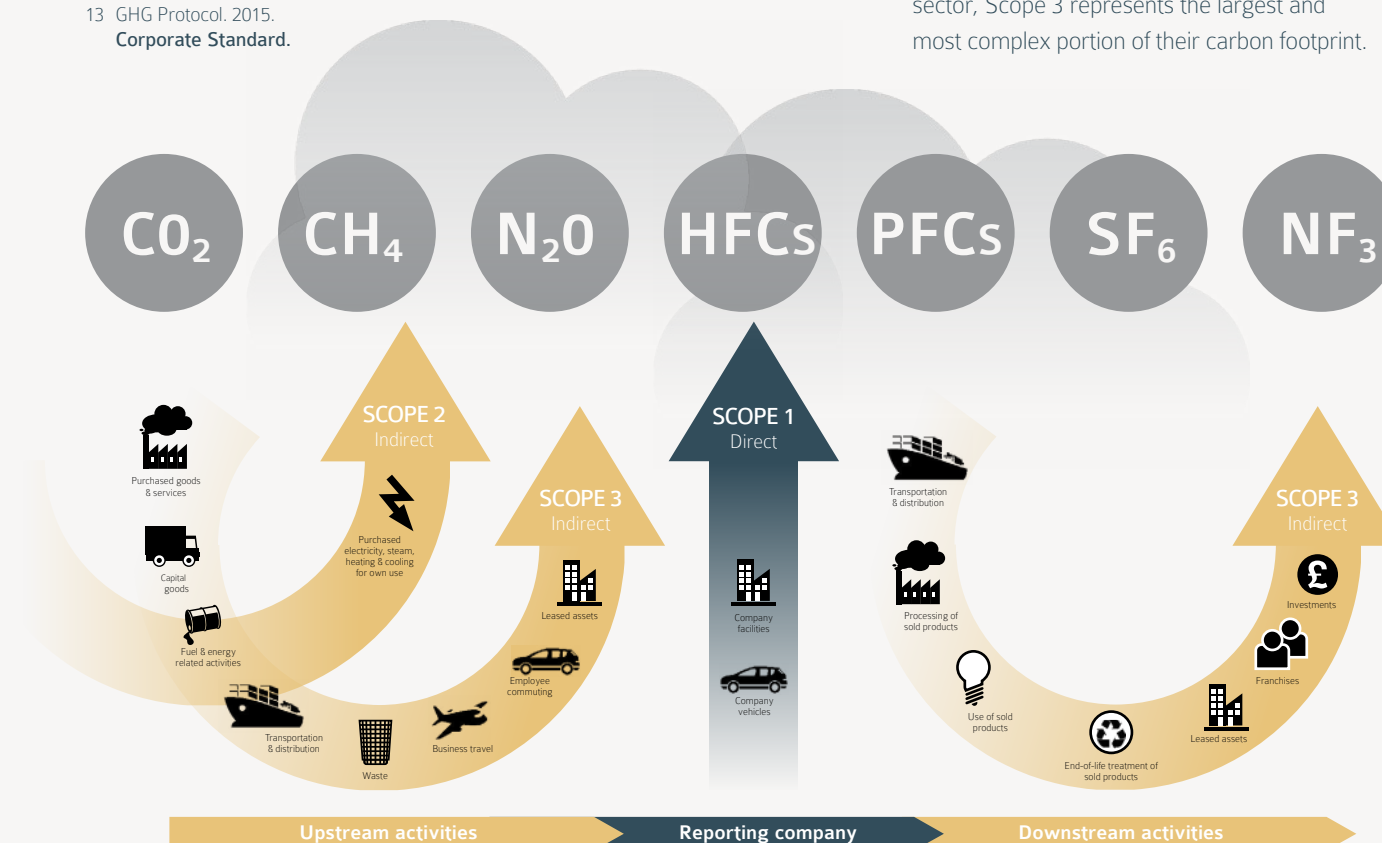 13 GHG Protocol. 2015.
Corporate Standard.
sector, Scope 3 represents the largest and
most complex portion of their carbon footprint.
CO₂
CH₄
N₂O
HFCs
PFCs
SF₆
NF₃
SCOPE 2
Indirect
Purchased
electricity, steam,
heating & cooling
for own use
Purchased goods
& services
Capital
goods
Fuel & energy
related activities
Transportation
& distribution
Waste
Business travel
Employee
commuting
Leased assets
SCOPE 3
Indirect
SCOPE 1
Direct
Company
facilities
Company
vehicles
Transportation
& distribution
Processing of
sold products
Use of sold
products
End-of-life treatment of
sold products
Leased assets
Franchises
£
Investments
SCOPE 3
Indirect
Upstream activities
Reporting company
Downstream activities